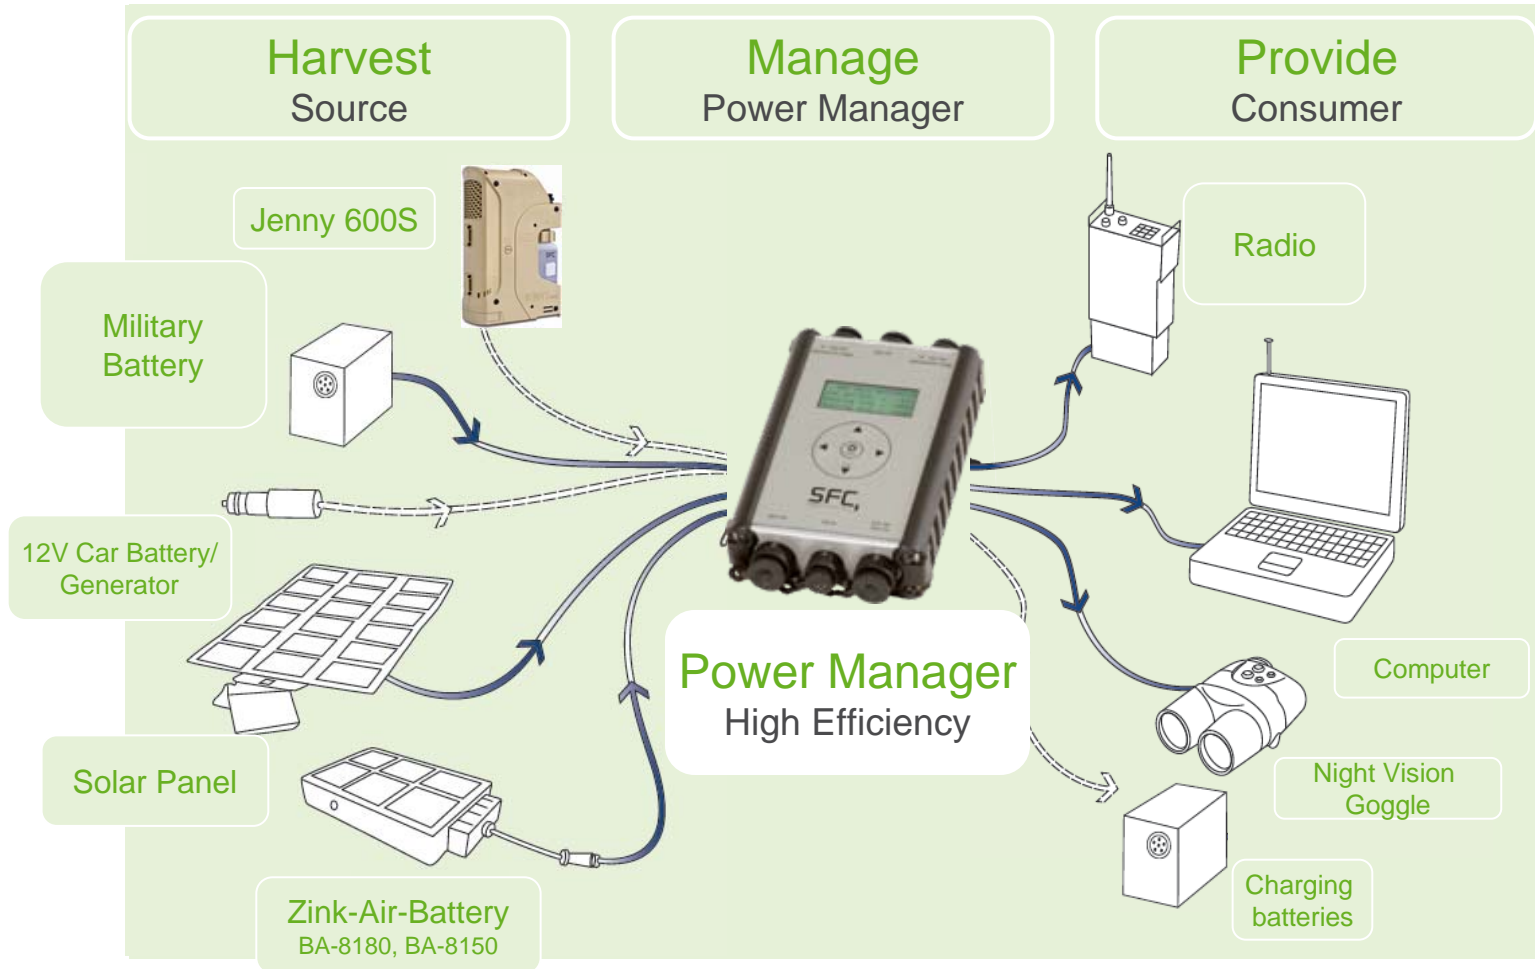 Harvest
Source
Manage
Power Manager
Provide
Consumer
Jenny 600S
Military
Battery
12V Car Battery/
Generator
Solar Panel
Zink-Air-Battery
BA-8180, BA-8150
SFC
Power Manager
High Efficiency
Radio
Computer
Night Vision
Goggle
Charging
batteries